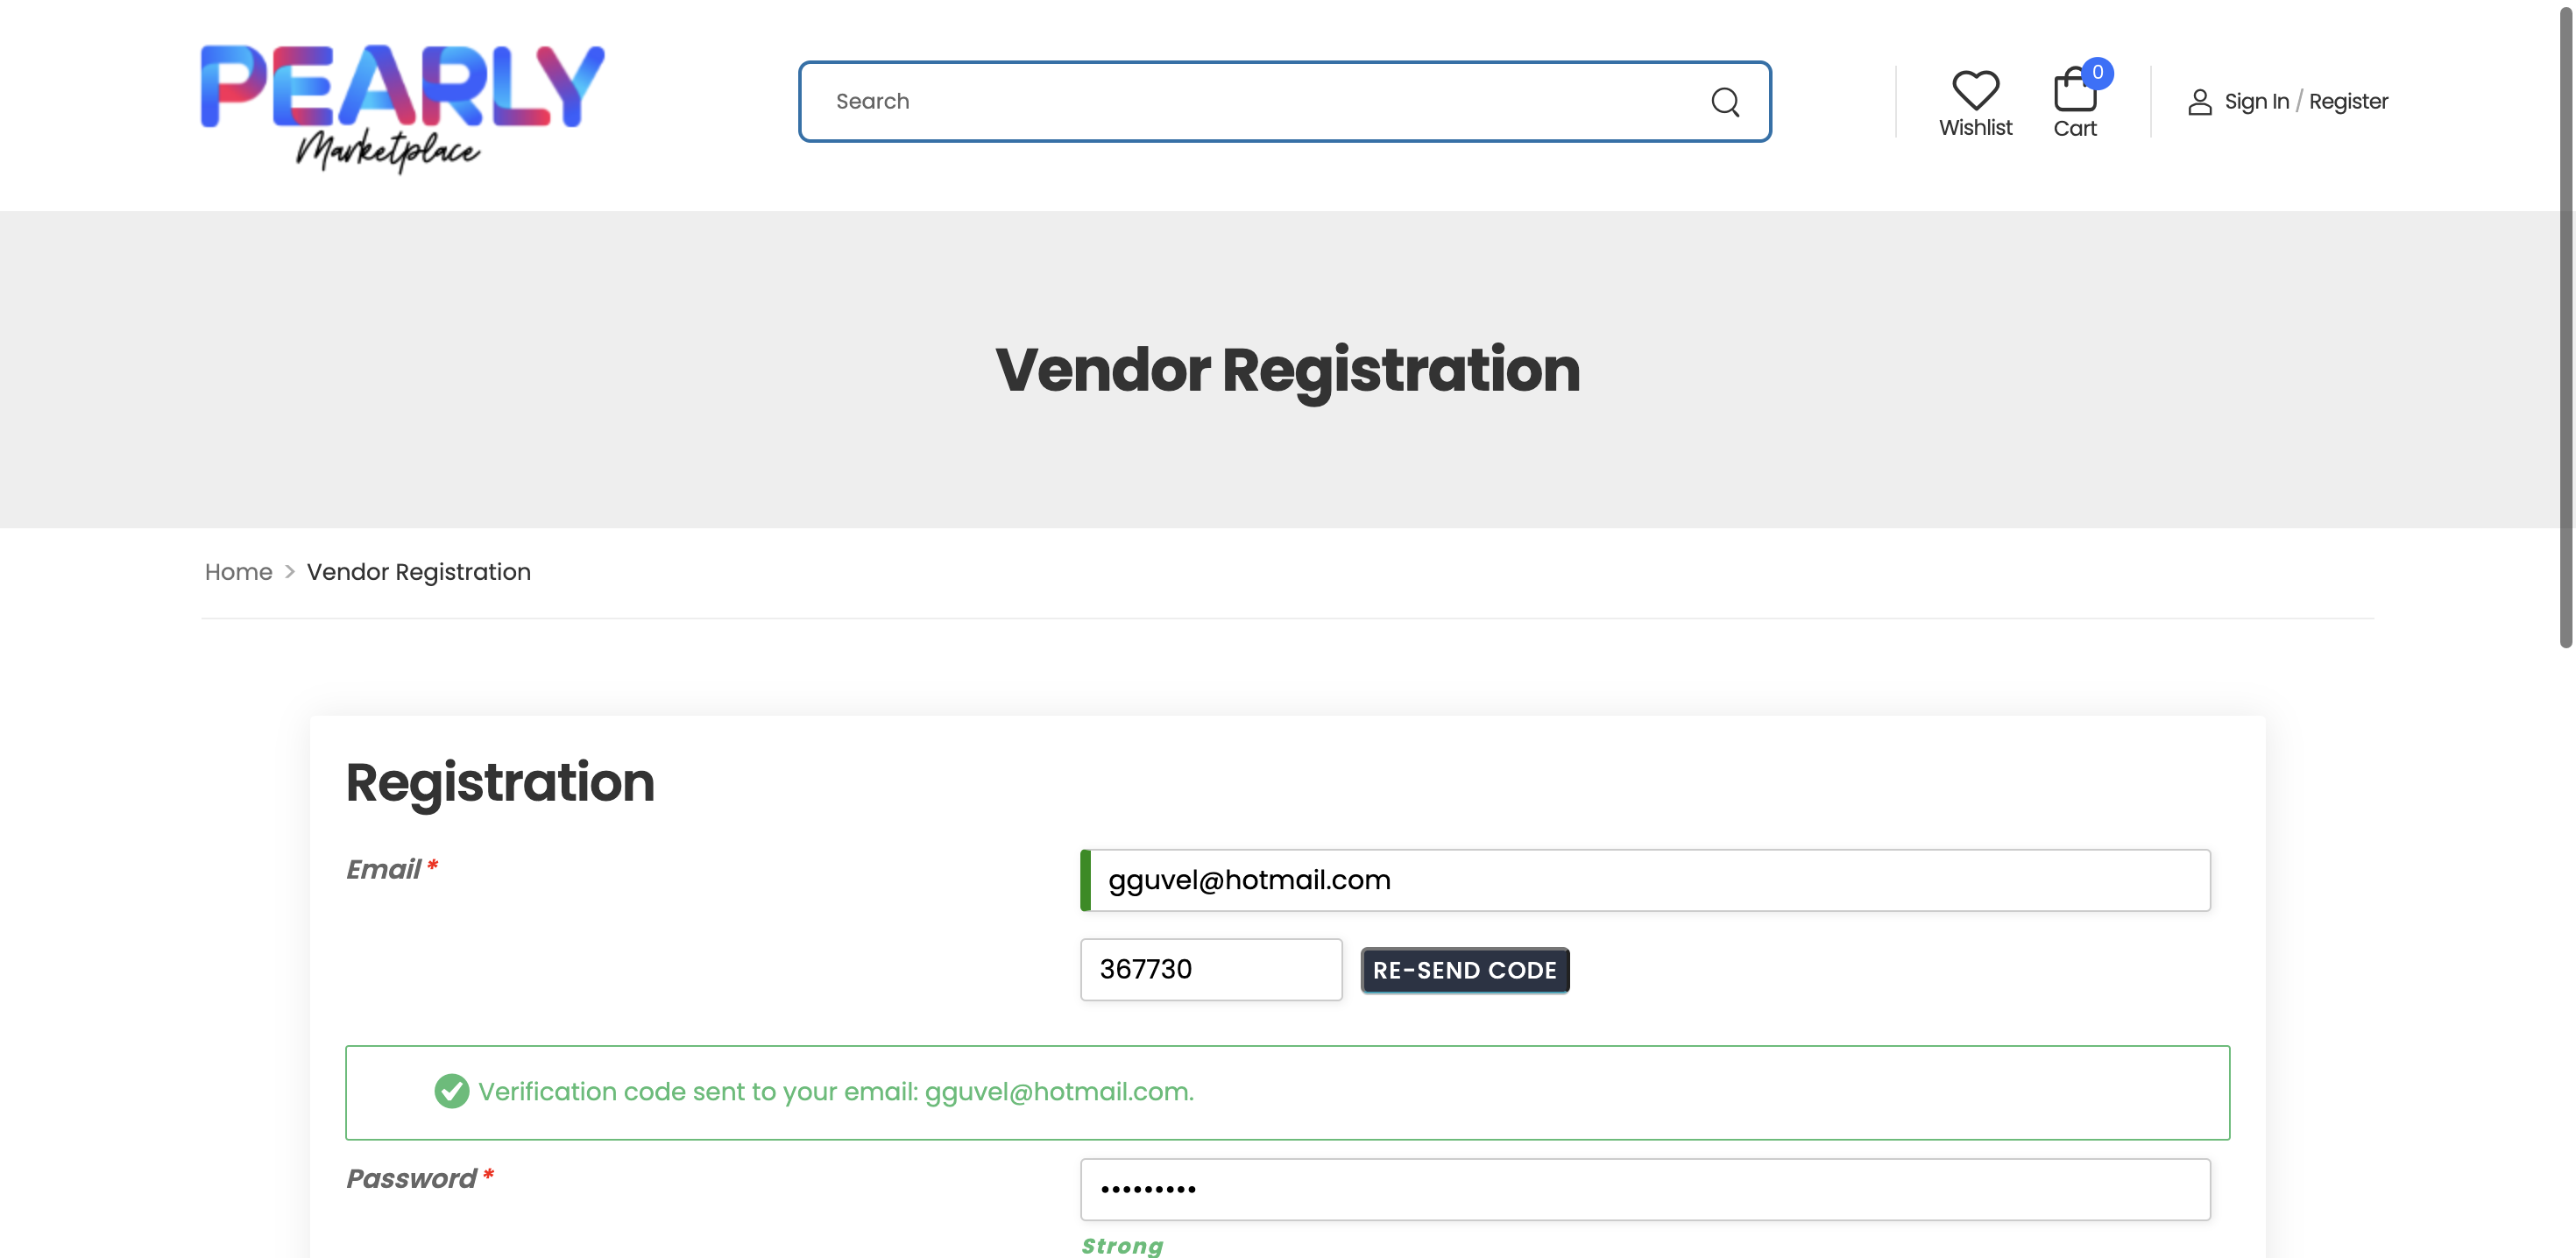 PEARLY
Marketplace
Search
Wishlist
0
Cart
Sign In / Register
Vendor Registration
Home > Vendor Registration
Registration
Email *
gguvel@hotmail.com
367730
RE-SEND CODE
Verification code sent to your email: gguvel@hotmail.com.
Password *
•••••••••
Strong